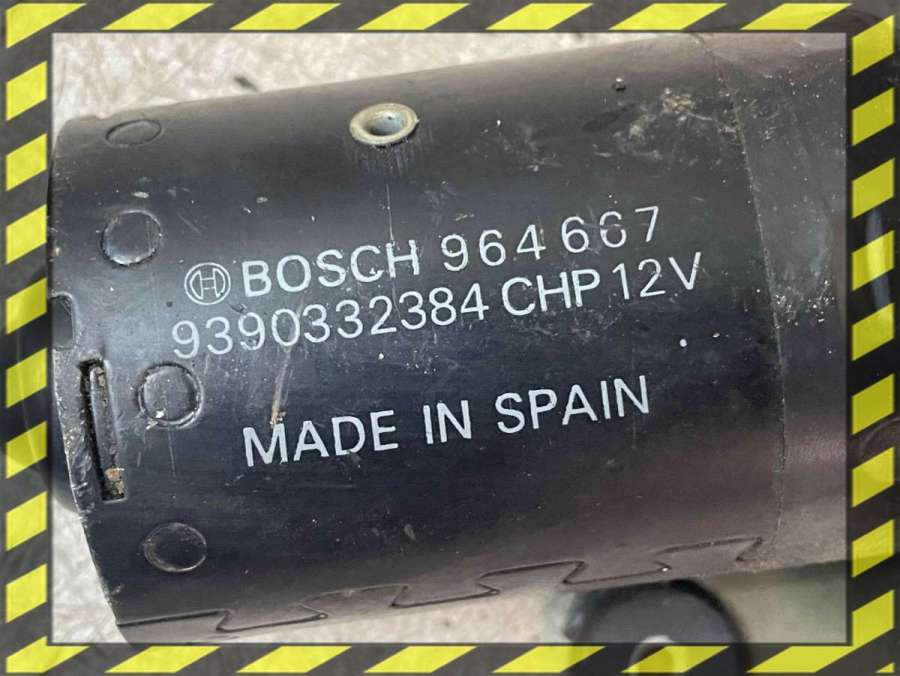 BOSCH 964 667
9390332384 CHP 12V
MADE IN SPAIN